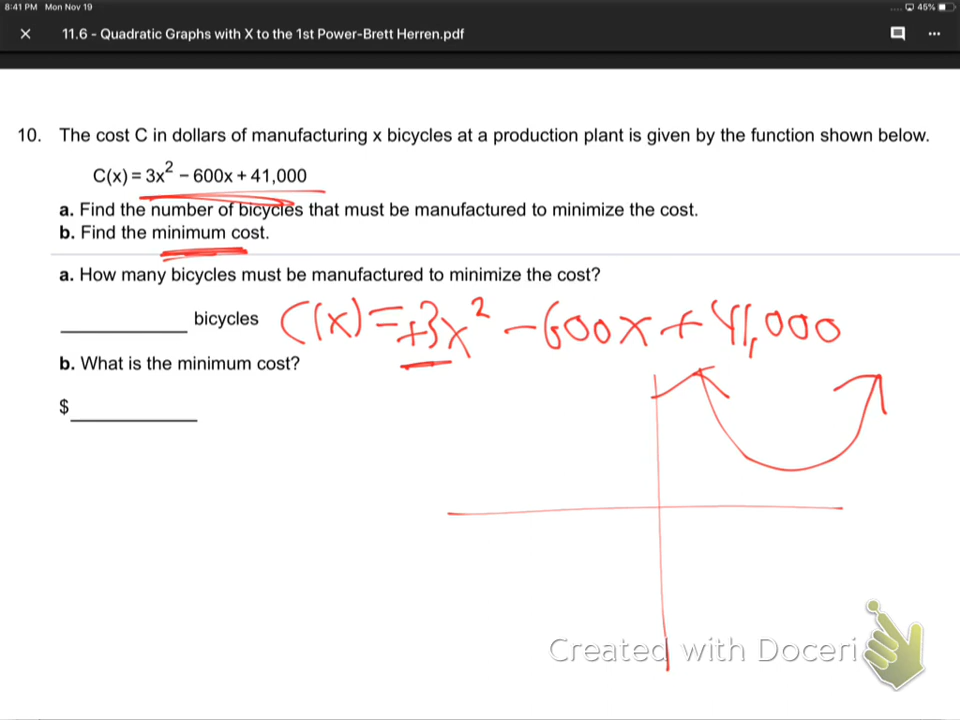 8:41 PM Mon Nov 19
45%
11.6 - Quadratic Graphs with X to the 1st Power-Brett Herren.pdf
10. The cost C in dollars of manufacturing x bicycles at a production plant is given by the function shown below.
C(x) = 3x² − 600x + 41,000
a. Find the number of bicycles that must be manufactured to minimize the cost.
b. Find the minimum cost.
a. How many bicycles must be manufactured to minimize the cost?
__________ bicycles C(x) = +3x² - 600x + 41,000
b. What is the minimum cost?
$__________
Created with Doceri